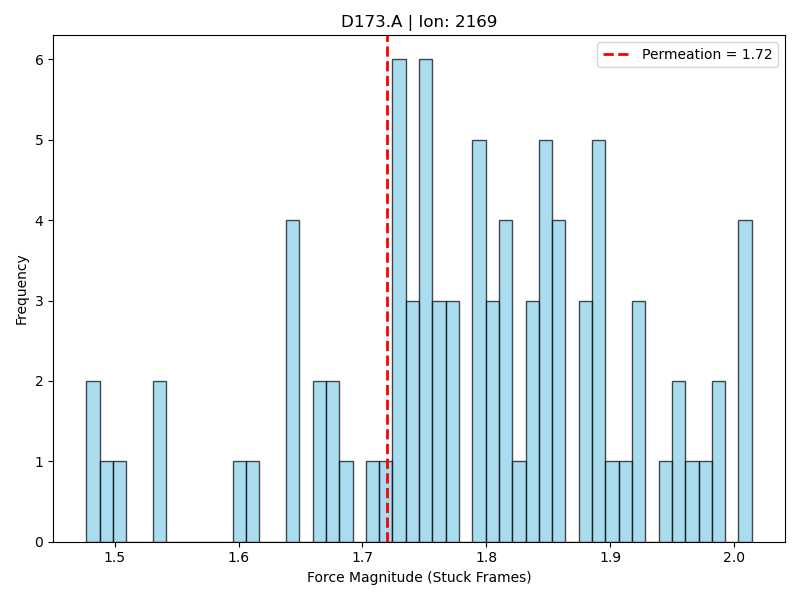 D173.A | Ion: 2169
Permeation = 1.72
6
5
4
3
2
1
0
Frequency
1.5 1.6 1.7 1.8 1.9 2.0
Force Magnitude (Stuck Frames)